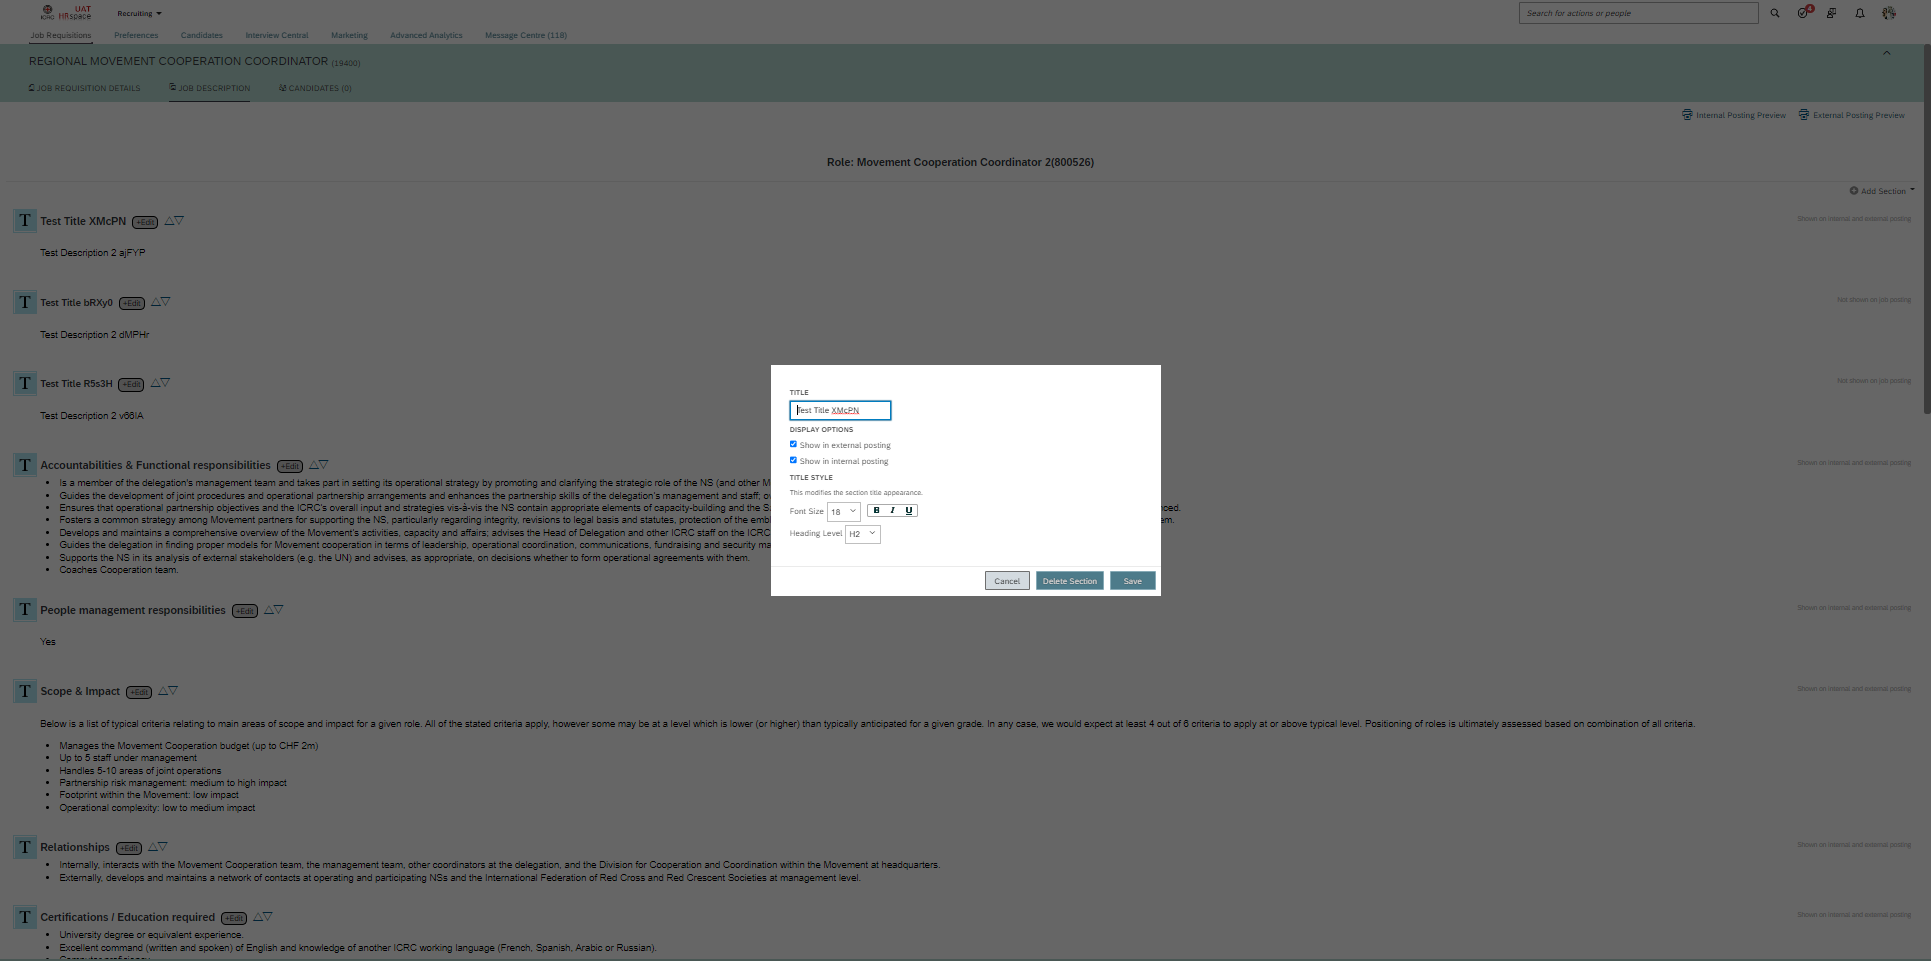 ICRC UAT HRspace Recruiting
Search for actions or people
4
Job Requisitions Preferences Candidates Interview Central Marketing Advanced Analytics Message Centre (118)
REGIONAL MOVEMENT COOPERATION COORDINATOR (19400)
JOB REQUISITION DETAILS JOB DESCRIPTION CANDIDATES (0)
Internal Posting Preview External Posting Preview
Role: Movement Cooperation Coordinator 2(800526)
Add Section
T Test Title XMcPN +Edit
Shown on internal and external posting
Test Description 2 ajFYP
T Test Title bRXy0 +Edit
Not shown on job posting
Test Description 2 dMPHr
T Test Title R5s3H +Edit
Not shown on job posting
Test Description 2
T Accountabilities & Functional responsibilities +Edit
Shown on internal and external posting
• Is a member of the delegation's management team and takes part in setting its operational strategy by promoting and clarifying the strategic role of the NS (and other M
• Guides the development of joint procedures and operational partnership arrangements and enhances the partnership skills of the delegation's management and staff; ov
• Ensures that operational partnership objectives and the ICRC's overall input and strategies vis-à-vis the NS contain appropriate elements of capacity-building and the S ced.
• Fosters a common strategy among Movement partners for supporting the NS, particularly regarding integrity, revisions to legal basis and statutes, protection of the embl em.
• Develops and maintains a comprehensive overview of the Movement's activities, capacity and affairs; advises the Head of Delegation and other ICRC staff on the ICRC
• Guides the delegation in finding proper models for Movement cooperation in terms of leadership, operational coordination, communications, fundraising and security ma
• Supports the NS in its analysis of external stakeholders (e.g. the UN) and advises, as appropriate, on decisions whether to form operational agreements with them.
• Coaches Cooperation team.
T People management responsibilities +Edit
Shown on internal and external posting
Yes
T Scope & Impact +Edit
Shown on internal and external posting
Below is a list of typical criteria relating to main areas of scope and impact for a given role. All of the stated criteria apply, however some may be at a level which is lower (or higher) than typically anticipated for a given grade. In any case, we would expect at least 4 out of 6 criteria to apply at or above typical level. Positioning of roles is ultimately assessed based on combination of all criteria.
• Manages the Movement Cooperation budget (up to CHF 2m)
• Up to 5 staff under management
• Handles 5-10 areas of joint operations
• Partnership risk management: medium to high impact
• Footprint within the Movement: low impact
• Operational complexity: low to medium impact
T Relationships +Edit
Shown on internal and external posting
• Internally, interacts with the Movement Cooperation team, the management team, other coordinators at the delegation, and the Division for Cooperation and Coordination within the Movement at headquarters.
• Externally, develops and maintains a network of contacts at operating and participating NSs and the International Federation of Red Cross and Red Crescent Societies at management level.
T Certifications / Education required +Edit
Shown on internal and external posting
• University degree or equivalent experience.
• Excellent command (written and spoken) of English and knowledge of another ICRC working language (French, Spanish, Arabic or Russian).
• Computer proficiency.
TITLE
Test Title XMcPN
DISPLAY OPTIONS
Show in external posting
Show in internal posting
TITLE STYLE
This modifies the section title appearance.
Font Size 18 B I U
Heading Level H2
Cancel Delete Section Save